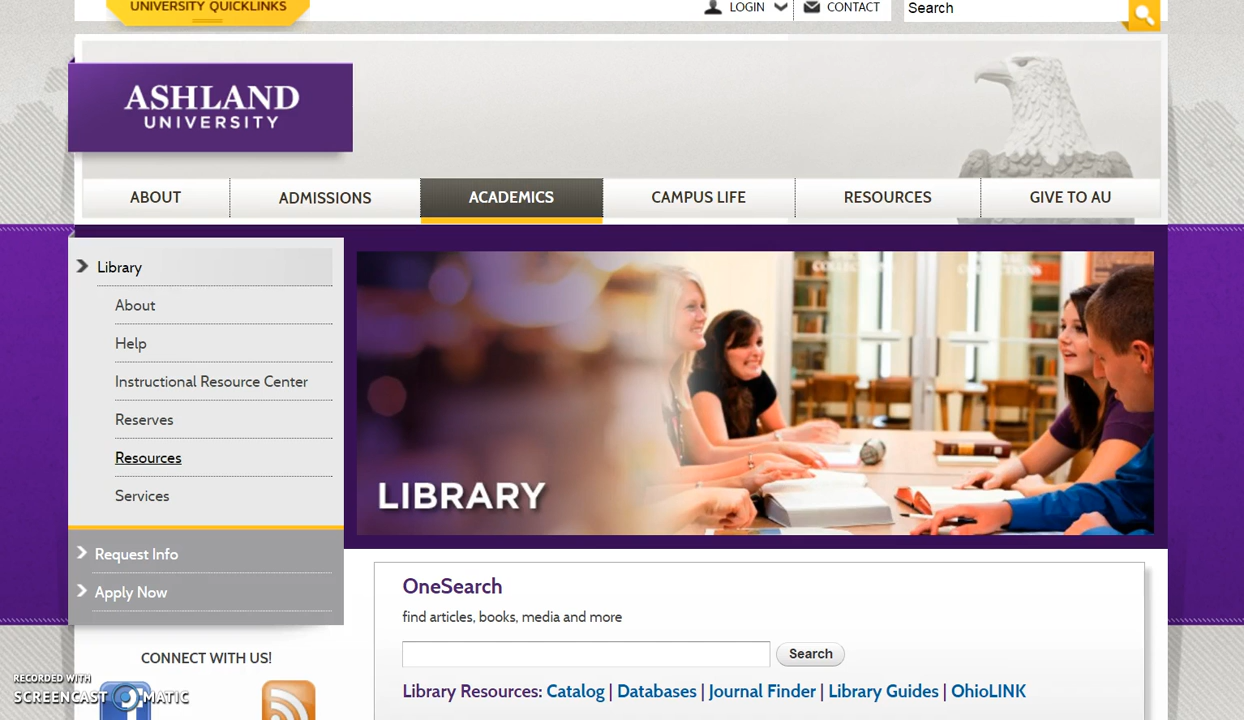 UNIVERSITY QUICKLINKS
LOGIN
CONTACT
Search
ASHLAND
UNIVERSITY
ABOUT
ADMISSIONS
ACADEMICS
CAMPUS LIFE
RESOURCES
GIVE TO AU
Library
About
Help
Instructional Resource Center
Reserves
Resources
Services
Request Info
Apply Now
CONNECT WITH US!
LIBRARY
OneSearch
find articles, books, media and more
Search
Library Resources: Catalog | Databases | Journal Finder | Library Guides | OhioLINK
RECORDED WITH
SCREENCAST MATIC